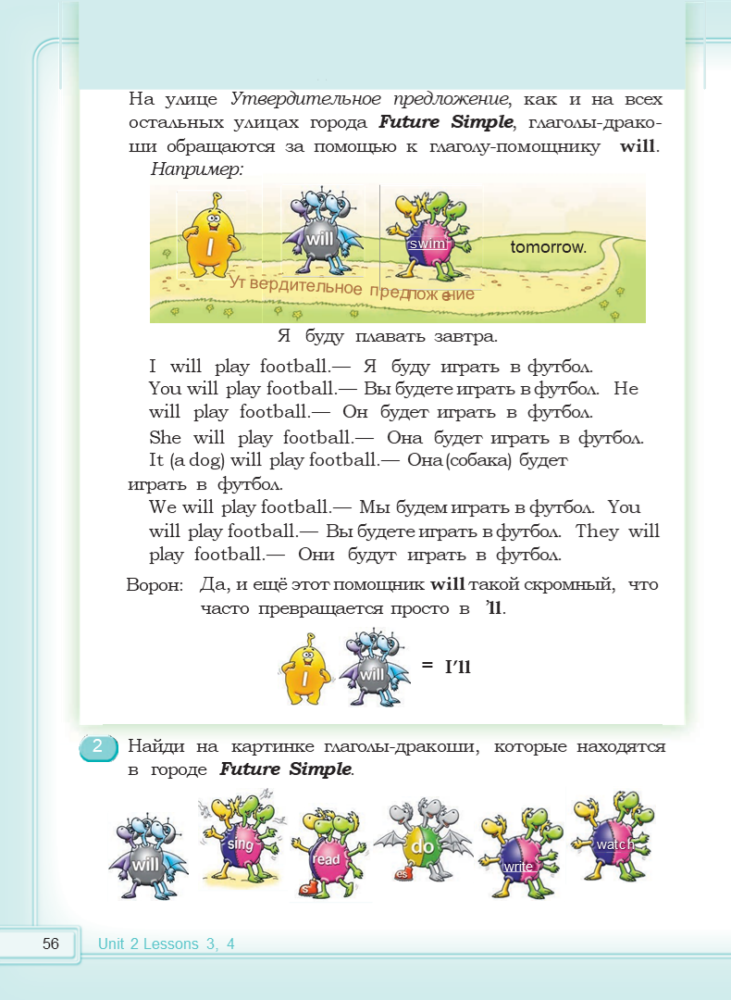 На улице Утвердительное предложение, как и на всех
остальных улицах города Future Simple, глаголы-драко-
ши обращаются за помощью к глаголу-помощнику will.
Например:
I will swim tomorrow.
Утвердительное предложение
Я буду плавать завтра.
I will play football.— Я буду играть в футбол.
You will play football.— Вы будете играть в футбол. He
will play football.— Он будет играть в футбол.
She will play football.— Она будет играть в футбол.
It (a dog) will play football.— Она (собака) будет
играть в футбол.
We will play football.— Мы будем играть в футбол. You
will play football.— Вы будете играть в футбол. They will
play football.— Они будут играть в футбол.
Ворон: Да, и ещё этот помощник will такой скромный, что
часто превращается просто в ’ll.
I will = I’ll
2 Найди на картинке глаголы-дракоши, которые находятся
в городе Future Simple.
will sing read s do es write watch
56 Unit 2 Lessons 3, 4